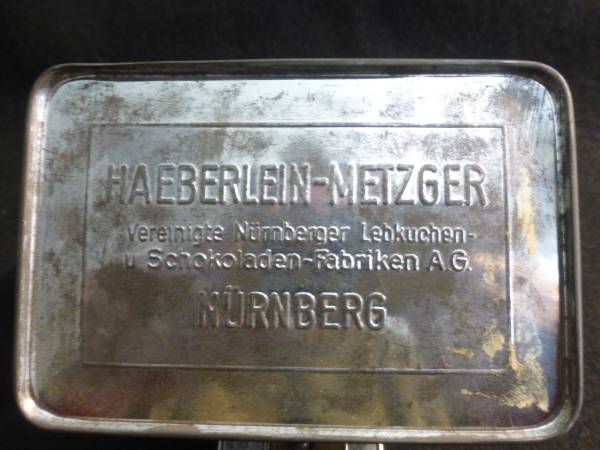 HAEBERLEIN-METZGER
Vereinigte Nürnberger Lebkuchen-
u. Schokoladen-Fabriken A.G.
NÜRNBERG